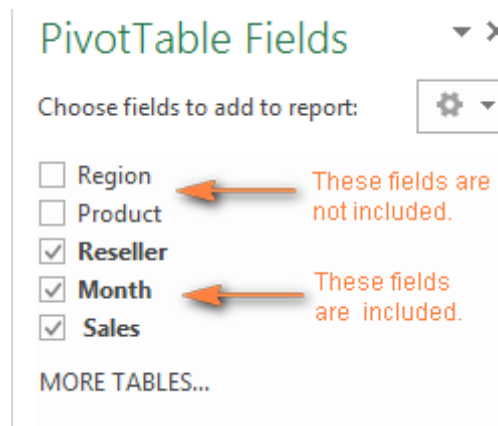 PivotTable Fields
Choose fields to add to report:
Region
Product
These fields are
not included.
Reseller
Month
Sales
These fields
are included.
MORE TABLES...